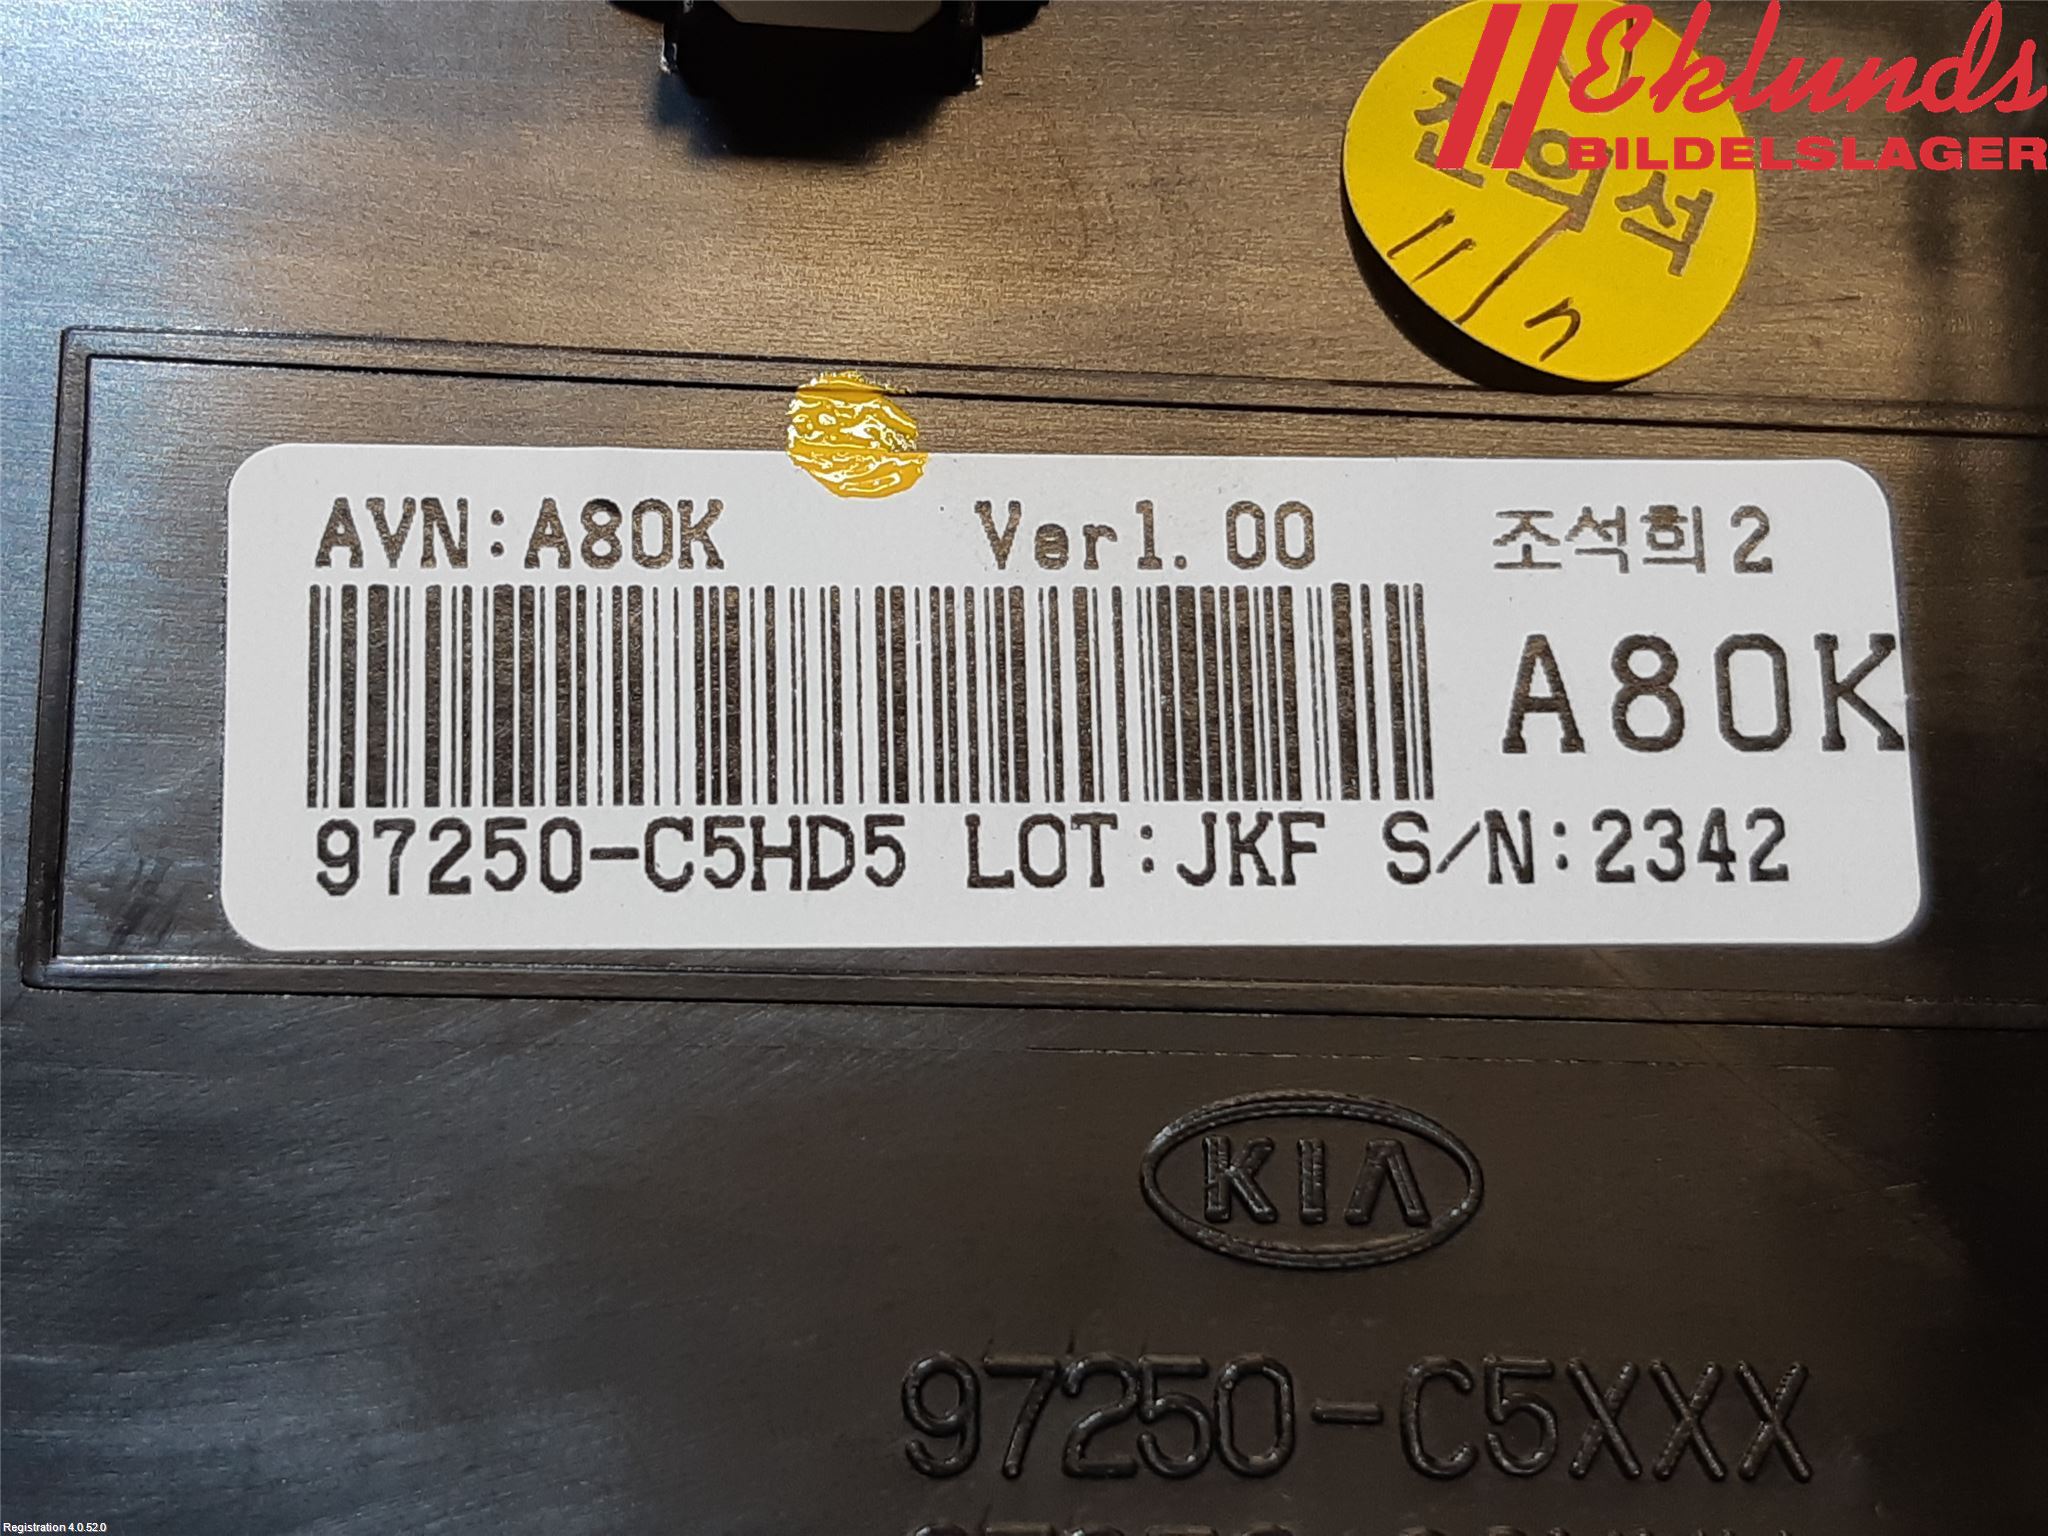 Eklunds
BILDELSLAGER
AVN:A80K Ver1.00 조석희2
A80K
97250-C5HD5 LOT:JKF S/N:2342
KIA
97250-C5XXX
Registration 4.0.52.0